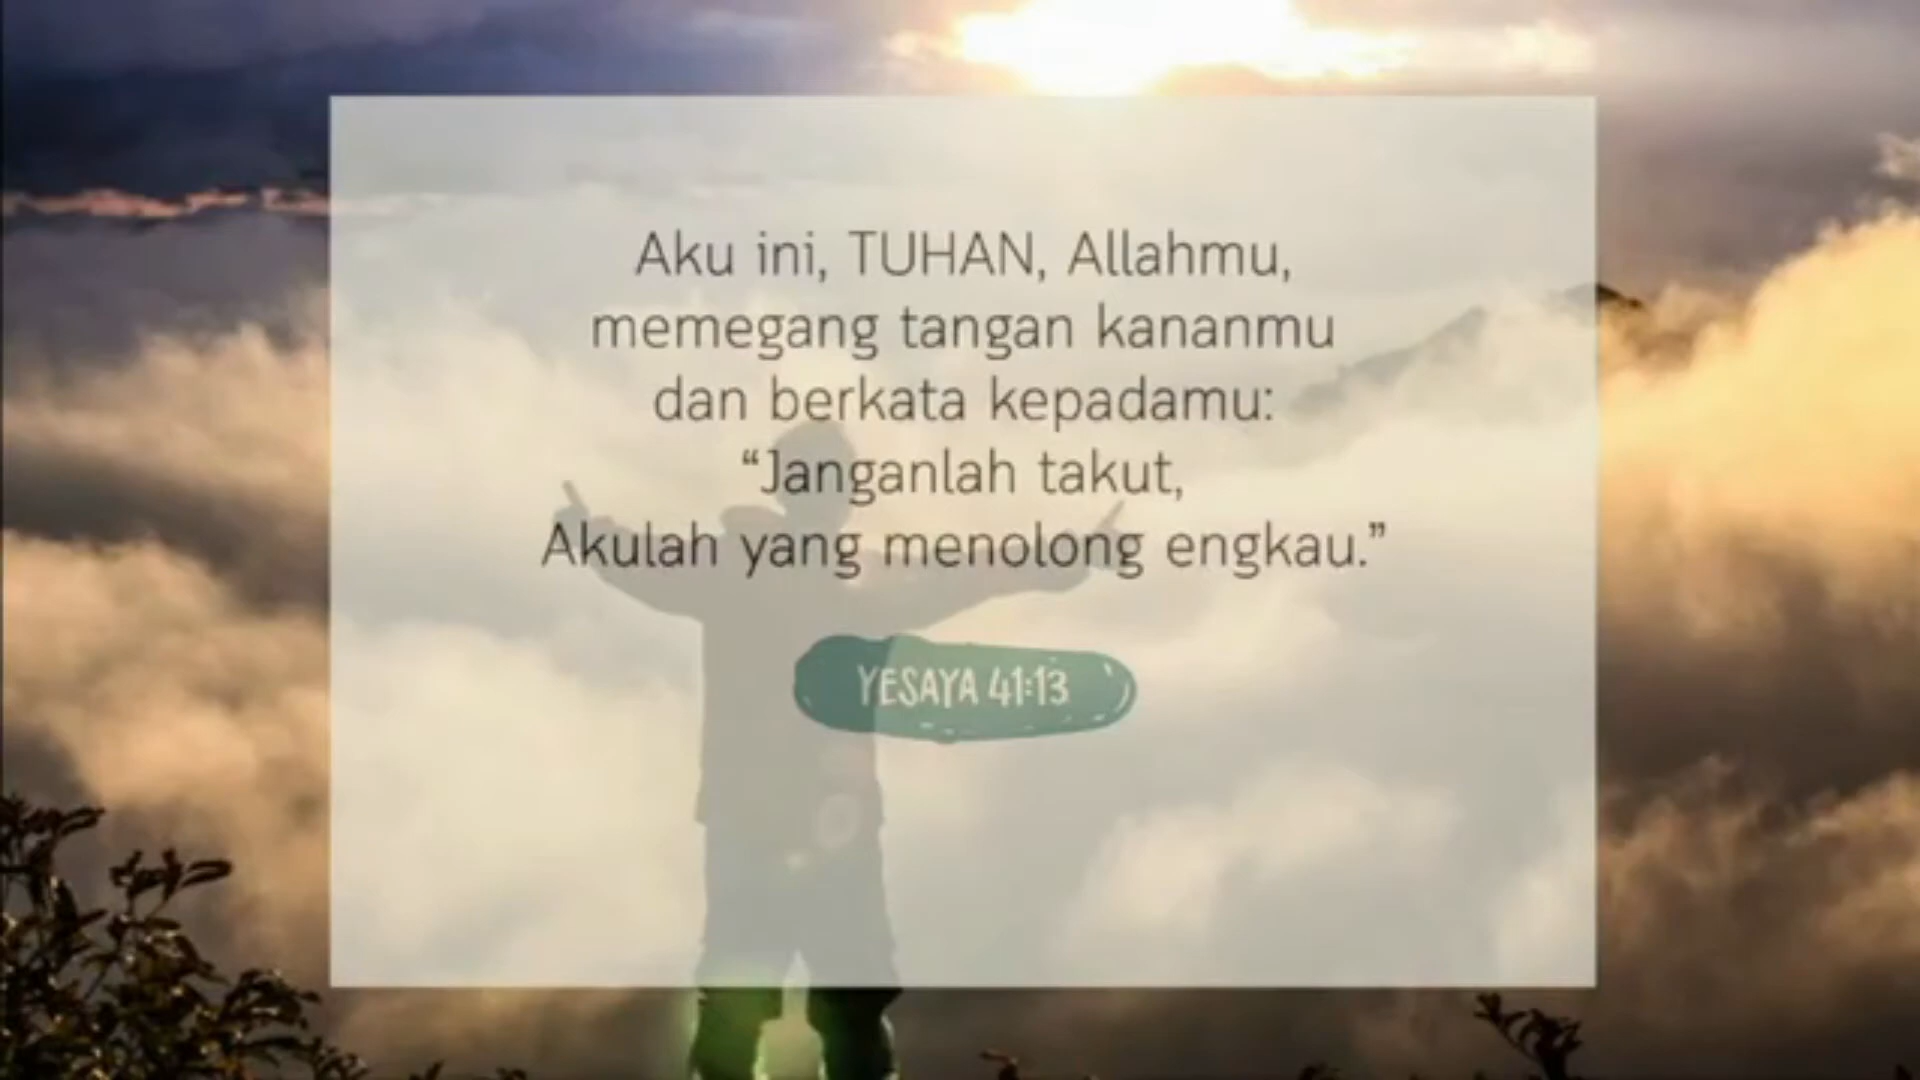 Aku ini, TUHAN, Allahmu,
memegang tangan kananmu
dan berkata kepadamu:
“Janganlah takut,
Akulah yang menolong engkau.”
YESAYA 41:13